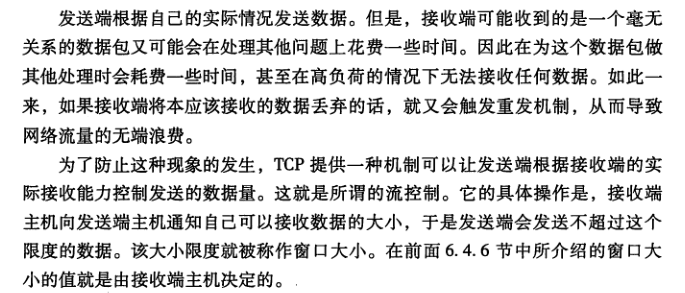 发送端根据自己的实际情况发送数据。但是，接收端可能收到的是一个毫无
关系的数据包又可能会在处理其他问题上花费一些时间。因此在为这个数据包做
其他处理时会耗费一些时间，甚至在高负荷的情况下无法接收任何数据。如此一
来，如果接收端将本应该接收的数据丢弃的话，就又会触发重发机制，从而导致
网络流量的无端浪费。
为了防止这种现象的发生，TCP 提供一种机制可以让发送端根据接收端的实
际接收能力控制发送的数据量。这就是所谓的流控制。它的具体操作是，接收端
主机向发送端主机通知自己可以接收数据的大小，于是发送端会发送不超过这个
限度的数据。该大小限度就被称作窗口大小。在前面 6.4.6 节中所介绍的窗口大
小的值就是由接收端主机决定的。